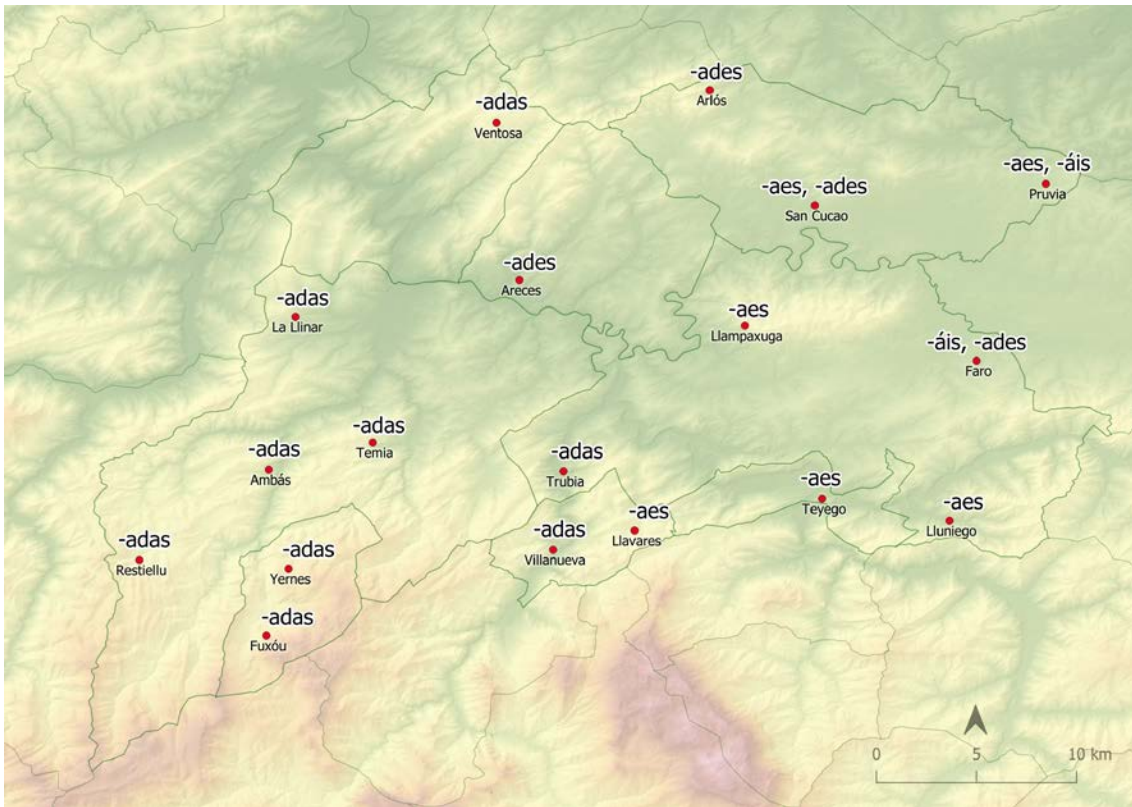 -ades
Arlós
-adas
Ventosa
-aes, -áis
Pruvia
-aes, -ades
San Cucao
-ades
Areces
-adas
La Llinar
-aes
Llampaxuga
-áis, -ades
Faro
-adas
Temia
-adas
Ambás
-adas
Trubia
-aes
Teyego
-aes
Lluniego
-aes
Llavares
-adas
Villanueva
-adas
Restiellu
-adas
Yernes
-adas
Fuxóu
0 5 10 km